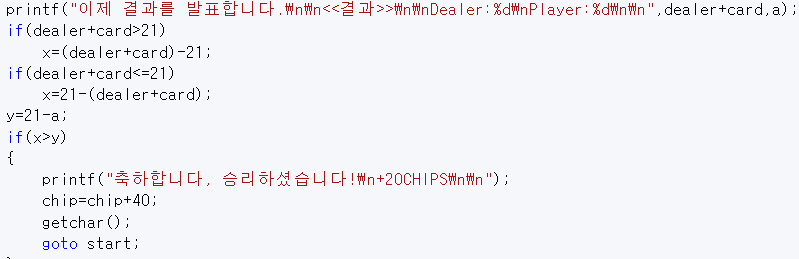 printf("이제 결과를 발표합니다.₩n₩n<<결과>>₩n₩nDealer:%d₩nPlayer:%d₩n₩n",dealer+card,a);
if(dealer+card>21)
    x=(dealer+card)-21;
if(dealer+card<=21)
    x=21-(dealer+card);
y=21-a;
if(x>y)
{
    printf("축하합니다, 승리하셨습니다!₩n+20CHIPS₩n₩n");
    chip=chip+40;
    getchar();
    goto start;